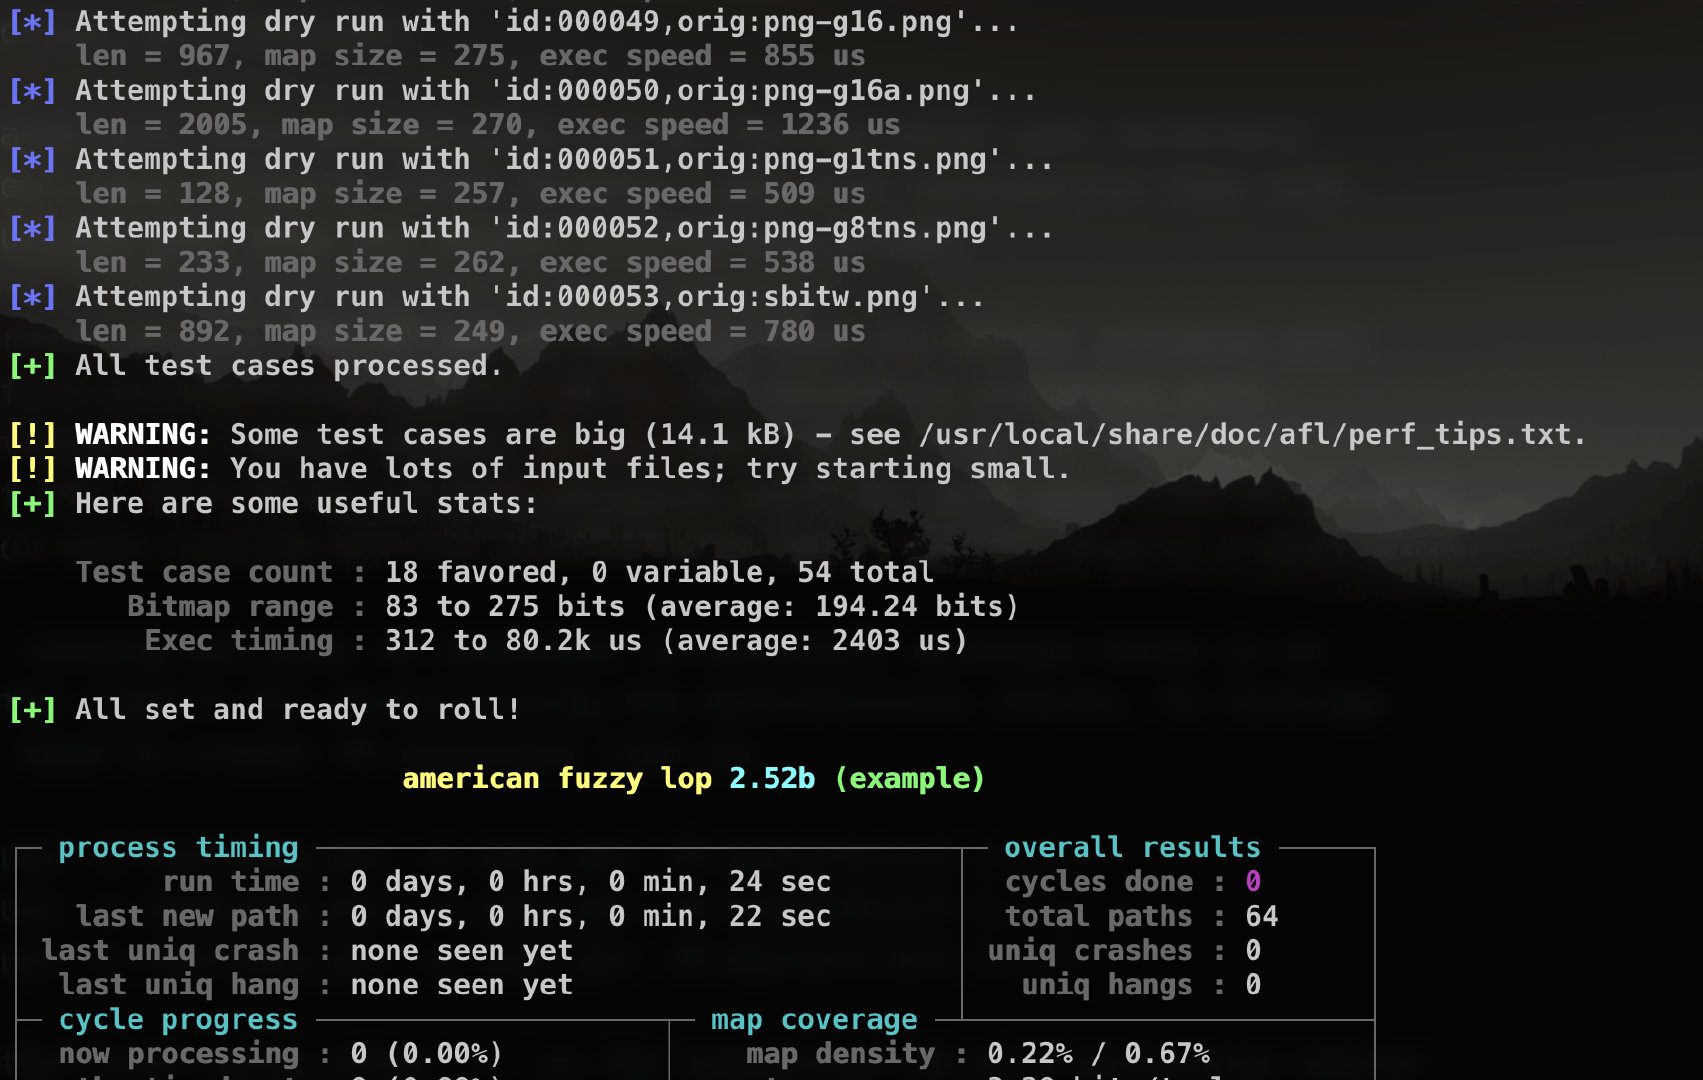 [*] Attempting dry run with 'id:000049,orig:png-g16.png'...
len = 967, map size = 275, exec speed = 855 us
[*] Attempting dry run with 'id:000050,orig:png-g16a.png'...
len = 2005, map size = 270, exec speed = 1236 us
[*] Attempting dry run with 'id:000051,orig:png-g1tns.png'...
len = 128, map size = 257, exec speed = 509 us
[*] Attempting dry run with 'id:000052,orig:png-g8tns.png'...
len = 233, map size = 262, exec speed = 538 us
[*] Attempting dry run with 'id:000053,orig:sbitw.png'...
len = 892, map size = 249, exec speed = 780 us
[+] All test cases processed.
[!] WARNING: Some test cases are big (14.1 kB) - see /usr/local/share/doc/afl/perf_tips.txt.
[!] WARNING: You have lots of input files; try starting small.
[+] Here are some useful stats:
Test case count : 18 favored, 0 variable, 54 total
Bitmap range : 83 to 275 bits (average: 194.24 bits)
Exec timing : 312 to 80.2k us (average: 2403 us)
[+] All set and ready to roll!
american fuzzy lop 2.52b (example)
process timing overall results
run time : 0 days, 0 hrs, 0 min, 24 sec cycles done : 0
last new path : 0 days, 0 hrs, 0 min, 22 sec total paths : 64
last uniq crash : none seen yet uniq crashes : 0
last uniq hang : none seen yet uniq hangs : 0
cycle progress map coverage
now processing : 0 (0.00%) map density : 0.22% / 0.67%